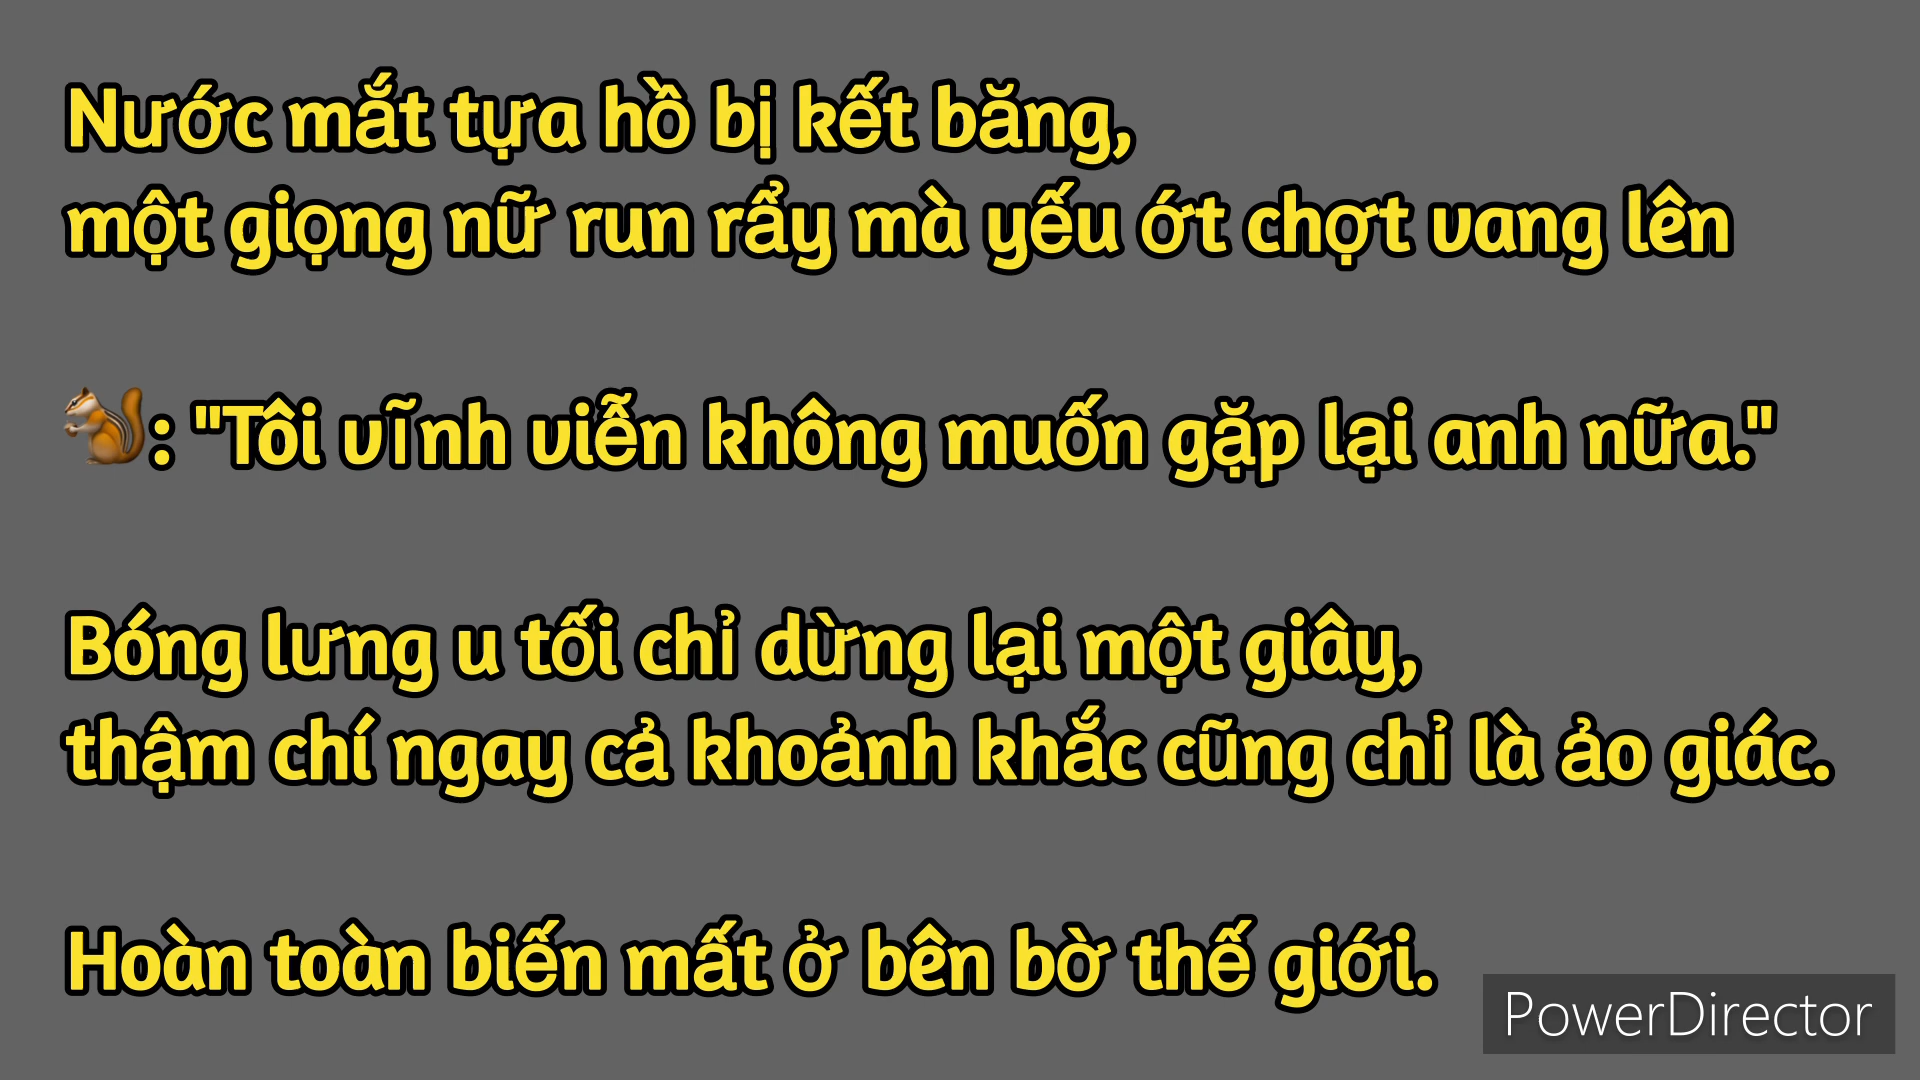 Nước mắt tựa hồ bị kết băng,
một giọng nữ run rẩy mà yếu ớt chợt vang lên
🐿️: "Tôi vĩnh viễn không muốn gặp lại anh nữa."
Bóng lưng u tối chỉ dừng lại một giây,
thậm chí ngay cả khoảnh khắc cũng chỉ là ảo giác.
Hoàn toàn biến mất ở bên bờ thế giới.
PowerDirector